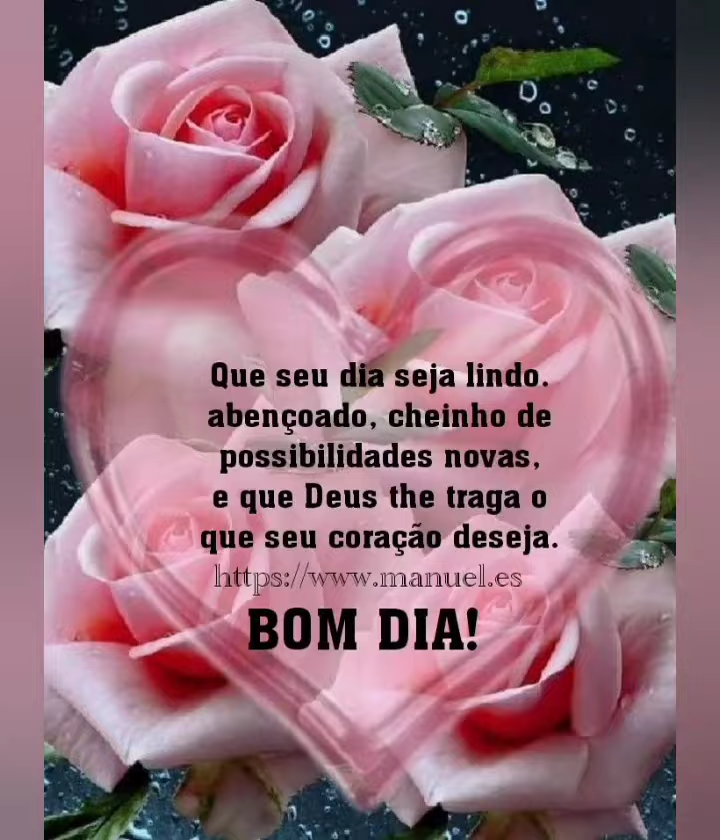 Que seu dia seja lindo.
abençoado, cheinho de
possibilidades novas,
e que Deus the traga o
que seu coração deseja.
https://www.manuel.es
BOM DIA!